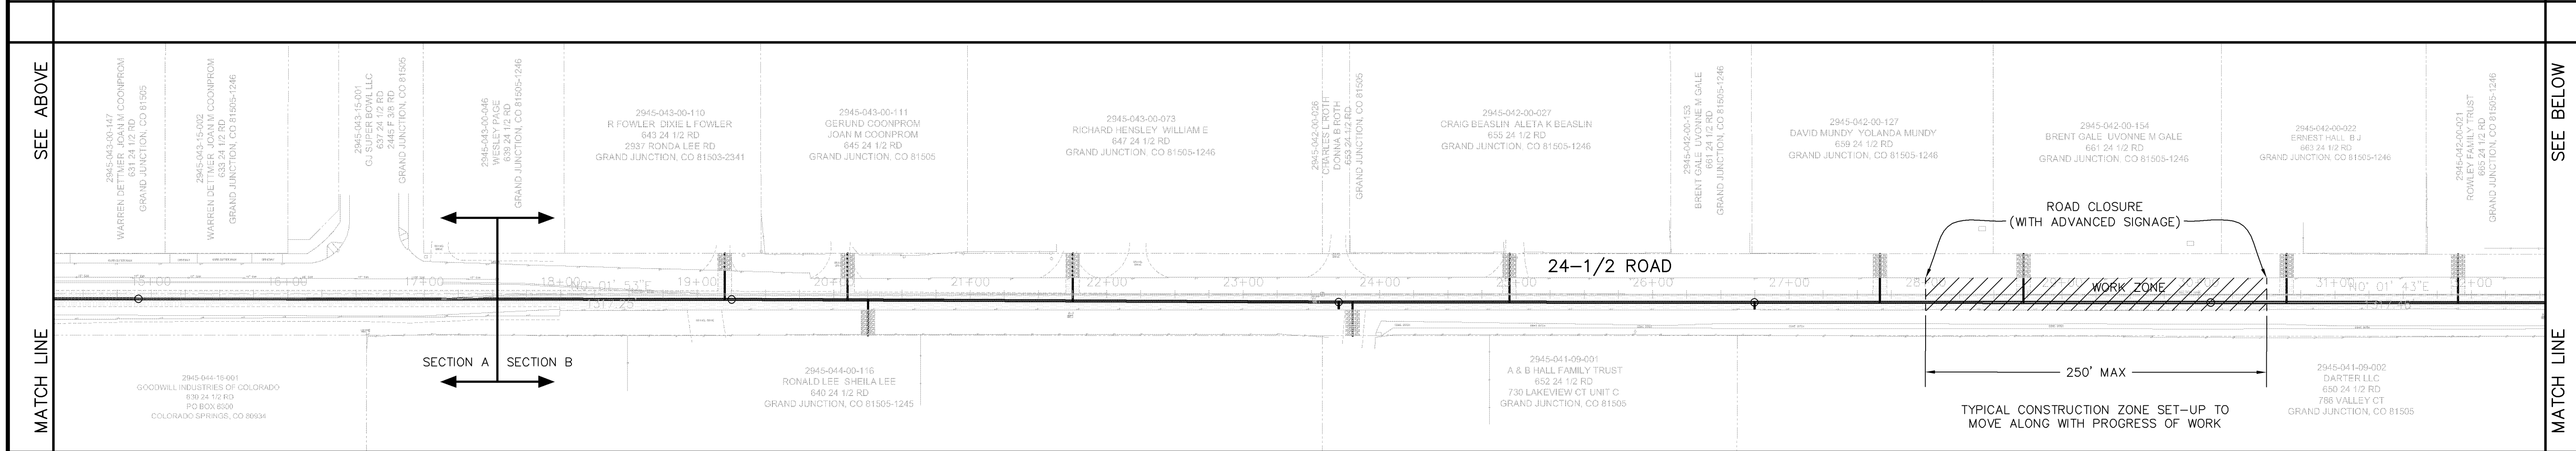 SEE ABOVE
MATCH LINE
2945-043-00-147
WARREN DETTMER JOAN M COONPROM
631 24 1/2 RD
GRAND JUNCTION, CO 81505
2945-043-15-002
WARREN DETTMER JOAN M COONPROM
633 24 1/2 RD
GRAND JUNCTION, CO 81505-1246
2945-043-15-001
GJ SUPER BOWL LLC
637 24 1/2 RD
2445 F 3/8 RD
GRAND JUNCTION, CO 81505
2945-043-00-046
WESLEY PAGE
639 24 1/2 RD
GRAND JUNCTION, CO 81505-1246
2945-043-00-110
R FOWLER DIXIE L FOWLER
643 24 1/2 RD
2937 RONDA LEE RD
GRAND JUNCTION, CO 81503-2341
2945-043-00-111
GERUND COONPROM
JOAN M COONPROM
645 24 1/2 RD
GRAND JUNCTION, CO 81505
2945-043-00-073
RICHARD HENSLEY WILLIAM E
647 24 1/2 RD
GRAND JUNCTION, CO 81505-1246
2945-042-00-026
CHARLES L ROTH
DONNA B ROTH
653 24 1/2 RD
GRAND JUNCTION, CO 81505
2945-042-00-027
CRAIG BEASLIN ALETA K BEASLIN
655 24 1/2 RD
GRAND JUNCTION, CO 81505-1246
2945-042-00-153
BRENT GALE UVONNE M GALE
661 24 1/2 RD
GRAND JUNCTION, CO 81505-1246
2945-042-00-127
DAVID MUNDY YOLANDA MUNDY
659 24 1/2 RD
GRAND JUNCTION, CO 81505-1246
2945-042-00-154
BRENT GALE UVONNE M GALE
661 24 1/2 RD
GRAND JUNCTION, CO 81505-1246
2945-042-00-022
ERNEST HALL B J
663 24 1/2 RD
GRAND JUNCTION, CO 81505-1246
2945-042-00-021
ROWLEY FAMILY TRUST
665 24 1/2 RD
GRAND JUNCTION, CO 81505-1246
SEE BELOW
MATCH LINE
ROAD CLOSURE
(WITH ADVANCED SIGNAGE)
24-1/2 ROAD
15+00
16+00
17+00
18+00
19+00
20+00
21+00
22+00
23+00
24+00
25+00
26+00
27+00
28+00
29+00
30+00
31+00
32+00
1317.25
WORK ZONE
SECTION A
SECTION B
2945-044-15-001
GOODWILL INDUSTRIES OF COLORADO
630 24 1/2 RD
PO BOX 6300
COLORADO SPRINGS, CO 80934
2945-044-00-116
RONALD LEE SHEILA LEE
640 24 1/2 RD
GRAND JUNCTION, CO 81505-1245
2945-041-09-001
A & B HALL FAMILY TRUST
652 24 1/2 RD
730 LAKEVIEW CT UNIT C
GRAND JUNCTION, CO 81505
250' MAX
2945-041-09-002
DARTER LLC
650 24 1/2 RD
786 VALLEY CT
GRAND JUNCTION, CO 81505
TYPICAL CONSTRUCTION ZONE SET-UP TO
MOVE ALONG WITH PROGRESS OF WORK